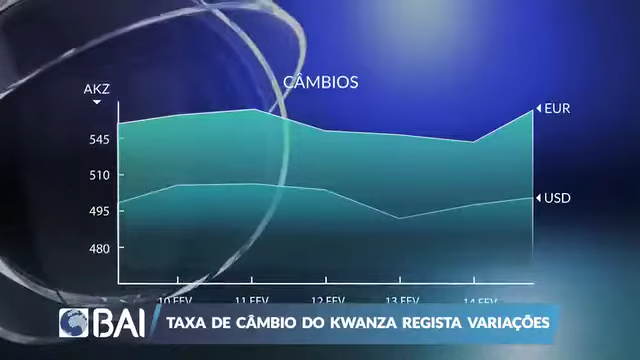 CÂMBIOS
AKZ
EUR
545
510
USD
495
480
10 FEV
11 FEV
12 FEV
13 FEV
14 FEV
BAI
TAXA DE CÂMBIO DO KWANZA REGISTA VARIAÇÕES